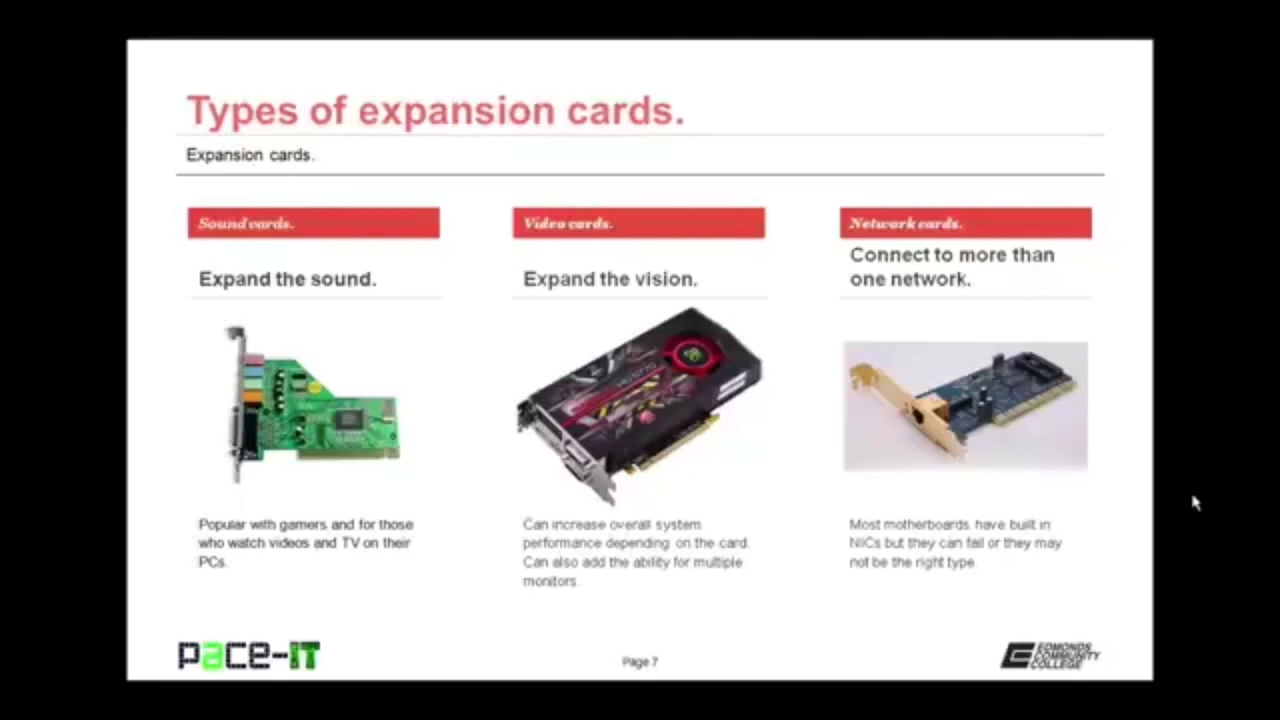 Types of expansion cards.
Expansion cards.
Sound cards.
Expand the sound.
Popular with gamers and for those
who watch videos and TV on their
PCs.
Video cards.
Expand the vision.
Can increase overall system
performance depending on the card.
Can also add the ability for multiple
monitors.
Network cards.
Connect to more than
one network.
Most motherboards have built in
NICs but they can fail or they may
not be the right type.
pace-IT
Page 7
EDMONDS
COMMUNITY
COLLEGE